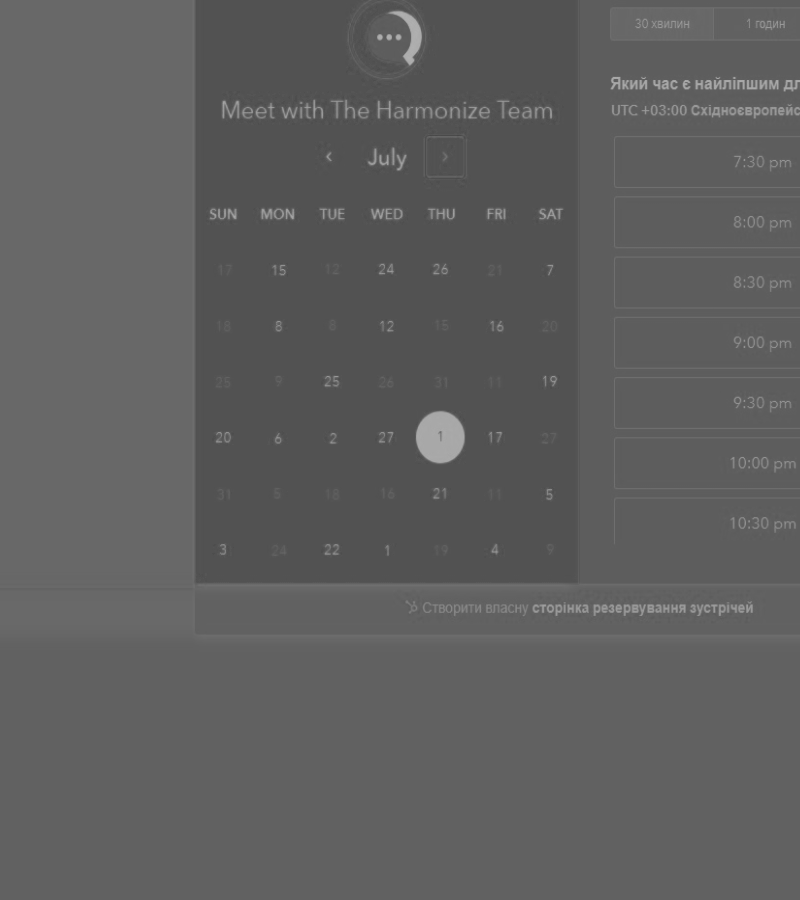 30 хвилин 1 годин
Meet with The Harmonize Team
Який час є найліпшим дл
UTC +03:00 Східноєвропейс
July
7:30 pm
SUN MON TUE WED THU FRI SAT
8:00 pm
17 15 12 24 26 21 7
8:30 pm
18 8 8 12 15 16 20
9:00 pm
25 9 25 26 31 11 19
9:30 pm
20 6 2 27 1 17 27
10:00 pm
31 5 16 16 21 11 5
10:30 pm
3 24 22 1 19 4 9
Створити власну сторінка резервування зустрічей